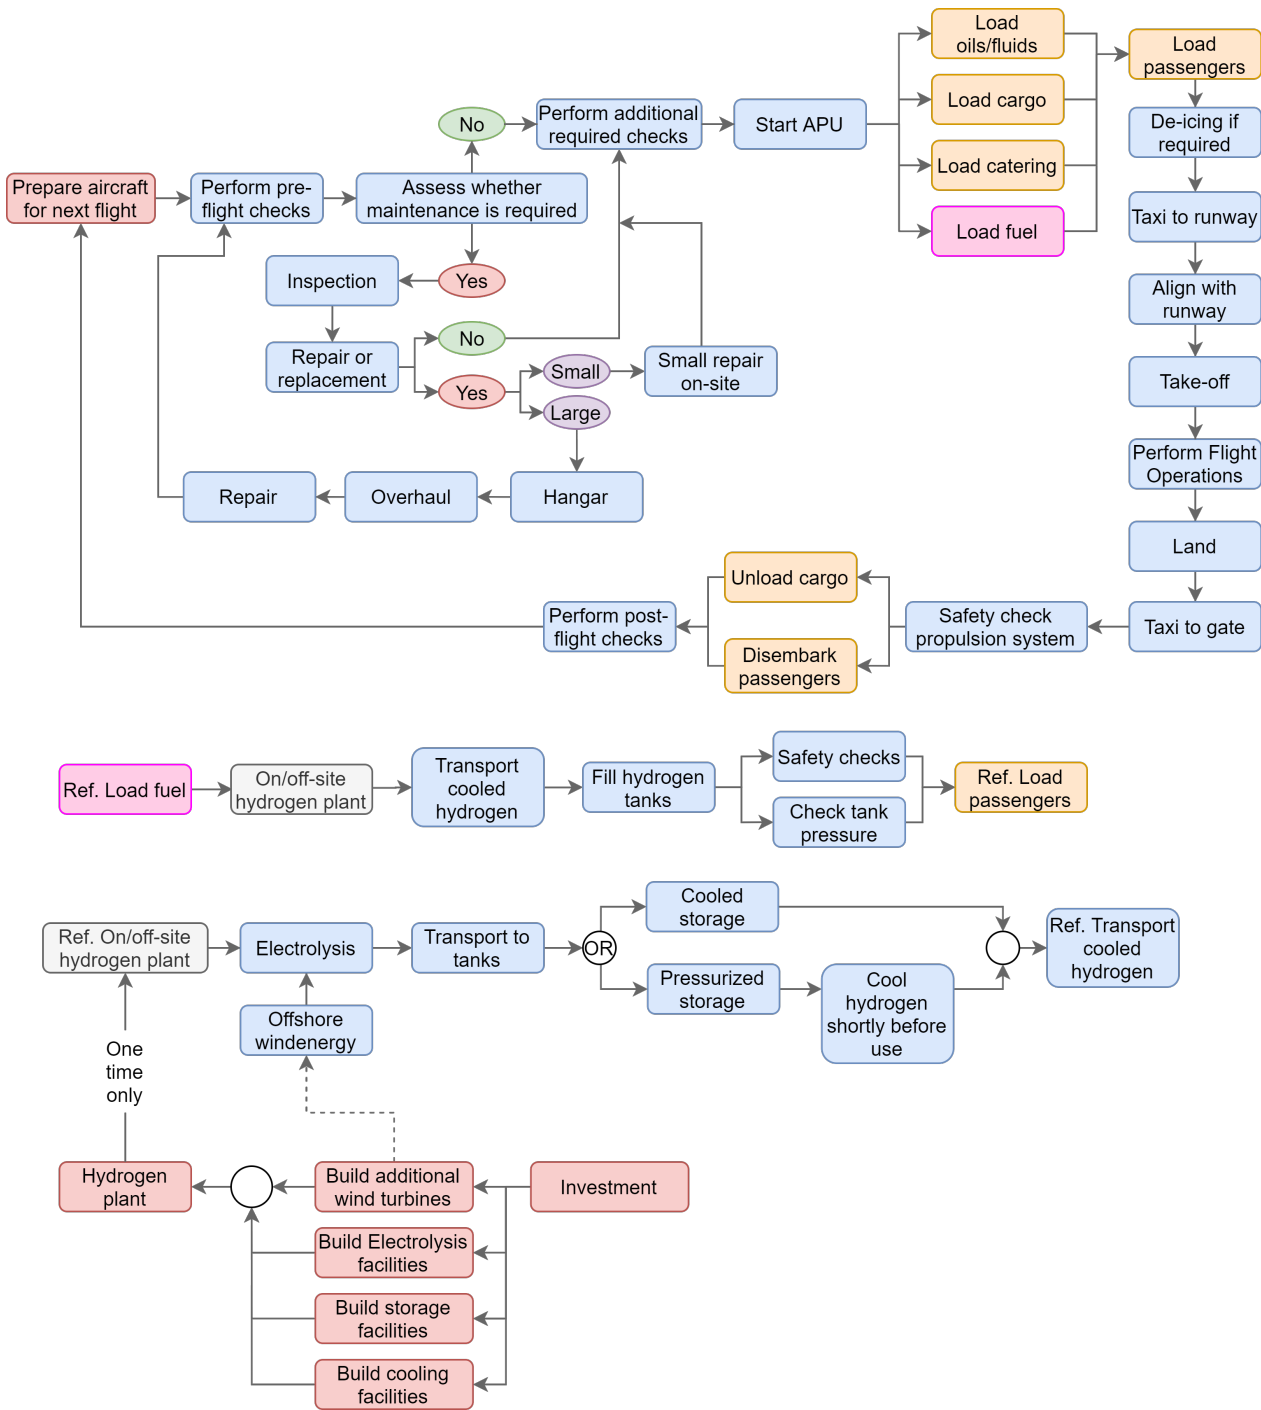 Load
oils/fluids
Load
passengers
Load cargo
No
Perform additional
required checks
Start APU
De-icing if
required
Load catering
Prepare aircraft
for next flight
Perform pre-
flight checks
Assess whether
maintenance is required
Taxi to runway
Load fuel
Inspection
Yes
Align with
runway
No
Repair or
replacement
Small
Small repair
on-site
Take-off
Yes
Large
Perform Flight
Operations
Repair
Overhaul
Hangar
Land
Unload cargo
Perform post-
flight checks
Safety check
propulsion system
Taxi to gate
Disembark
passengers
Ref. Load fuel
On/off-site
hydrogen plant
Transport
cooled
hydrogen
Fill hydrogen
tanks
Safety checks
Check tank
pressure
Ref. Load
passengers
Cooled
storage
Ref. On/off-site
hydrogen plant
Electrolysis
Transport to
tanks
OR
Ref. Transport
cooled
hydrogen
Pressurized
storage
Cool
hydrogen
shortly before
use
Offshore
windenergy
One
time
only
Hydrogen
plant
Build additional
wind turbines
Investment
Build Electrolysis
facilities
Build storage
facilities
Build cooling
facilities